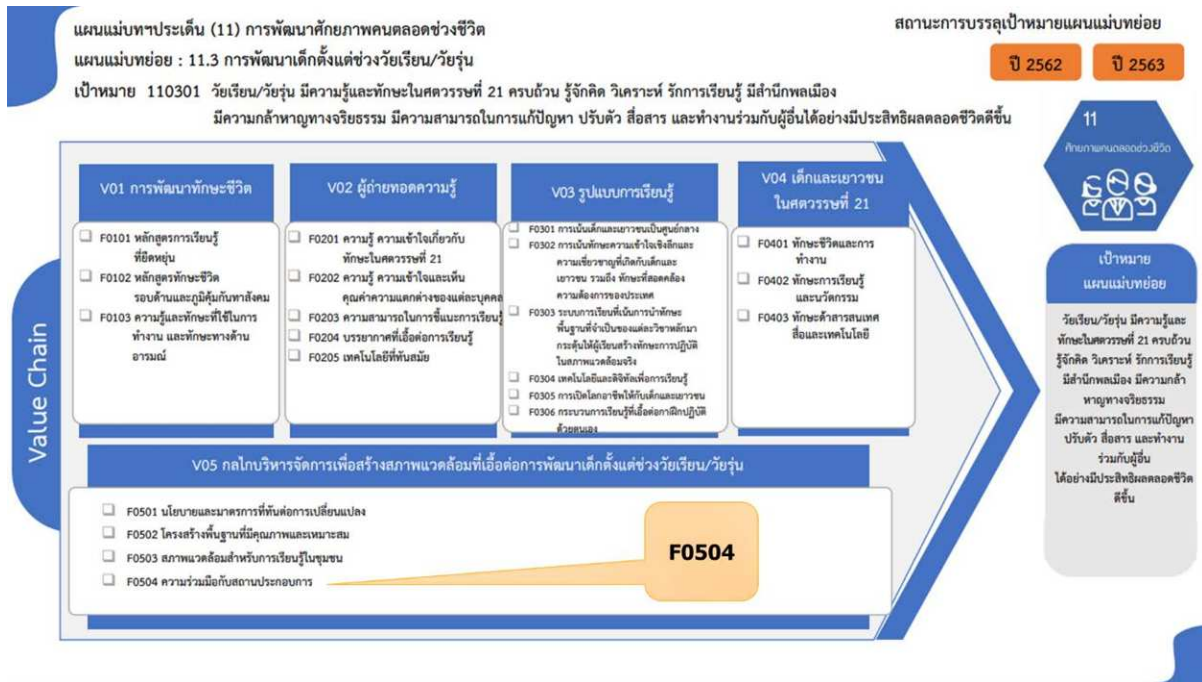 แผนแม่บทฯประเด็น (11) การพัฒนาศักยภาพคนตลอดช่วงชีวิต
แผนแม่บทย่อย : 11.3 การพัฒนาเด็กตั้งแต่ช่วงวัยเรียน/วัยรุ่น
เป้าหมาย 110301 วัยเรียน/วัยรุ่น มีความรู้และทักษะในศตวรรษที่ 21 ครบถ้วน รู้จักคิด วิเคราะห์ รักการเรียนรู้ มีสำนึกพลเมือง
มีความกล้าหาญทางจริยธรรม มีความสามารถในการแก้ปัญหา ปรับตัว สื่อสาร และทำงานร่วมกับผู้อื่นได้อย่างมีประสิทธิผลตลอดชีวิตดีขึ้น
สถานะการบรรลุเป้าหมายแผนแม่บทย่อย
ปี 2562
ปี 2563
Value Chain
V01 การพัฒนาทักษะชีวิต
F0101 หลักสูตรการเรียนรู้
ที่ยืดหยุ่น
F0102 หลักสูตรทักษะชีวิต
รอบด้านและภูมิคุ้มกันทางสังคม
F0103 ความรู้และทักษะที่ใช้ในการ
ทำงาน และทักษะทางด้าน
อารมณ์
V02 ผู้ถ่ายทอดความรู้
F0201 ความรู้ ความเข้าใจเกี่ยวกับ
ทักษะในศตวรรษที่ 21
F0202 ความรู้ ความเข้าใจและเห็น
คุณค่าความแตกต่างของแต่ละบุคคล
F0203 ความสามารถในการชี้แนะการเรียนรู้
F0204 บรรยากาศที่เอื้อต่อการเรียนรู้
F0205 เทคโนโลยีที่ทันสมัย
V03 รูปแบบการเรียนรู้
F0301 การเน้นเด็กและเยาวชนเป็นศูนย์กลาง
F0302 การเน้นทักษะความเข้าใจเชิงลึกและ
ความเชี่ยวชาญที่เกิดกับเด็กและ
เยาวชน รวมถึง ทักษะที่สอดคล้อง
ความต้องการของประเทศ
F0303 ระบบการเรียนที่เน้นการนำทักษะ
พื้นฐานที่จำเป็นของแต่ละวิชาหลักมา
กระตุ้นให้ผู้เรียนสร้างทักษะการปฏิบัติ
ในสภาพแวดล้อมจริง
F0304 เทคโนโลยีและดิจิทัลเพื่อการเรียนรู้
F0305 การเปิดโลกอาชีพให้กับเด็กและเยาวชน
F0306 กระบวนการเรียนรู้ที่เอื้อต่อกาฝึกปฏิบัติ
ด้วยตนเอง
V04 เด็กและเยาวชน
ในศตวรรษที่ 21
F0401 ทักษะชีวิตและการ
ทำงาน
F0402 ทักษะการเรียนรู้
และนวัตกรรม
F0403 ทักษะด้าสารสนเทศ
สื่อและเทคโนโลยี
V05 กลไกบริหารจัดการเพื่อสร้างสภาพแวดล้อมที่เอื้อต่อการพัฒนาเด็กตั้งแต่ช่วงวัยเรียน/วัยรุ่น
F0501 นโยบายและมาตรการที่ทันต่อการเปลี่ยนแปลง
F0502 โครงสร้างพื้นฐานที่มีคุณภาพและเหมาะสม
F0503 สภาพแวดล้อมสำหรับการเรียนรู้ในชุมชน
F0504 ความร่วมมือกับสถานประกอบการ
F0504
11
ศักยภาพคนตลอดช่วงชีวิต
เป้าหมาย
แผนแม่บทย่อย
วัยเรียน/วัยรุ่น มีความรู้และ
ทักษะในศตวรรษที่ 21 ครบถ้วน
รู้จักคิด วิเคราะห์ รักการเรียนรู้
มีสำนึกพลเมือง มีความกล้า
หาญทางจริยธรรม
มีความสามารถในการแก้ปัญหา
ปรับตัว สื่อสาร และทำงาน
ร่วมกับผู้อื่น
ได้อย่างมีประสิทธิผลตลอดชีวิต
ดีขึ้น